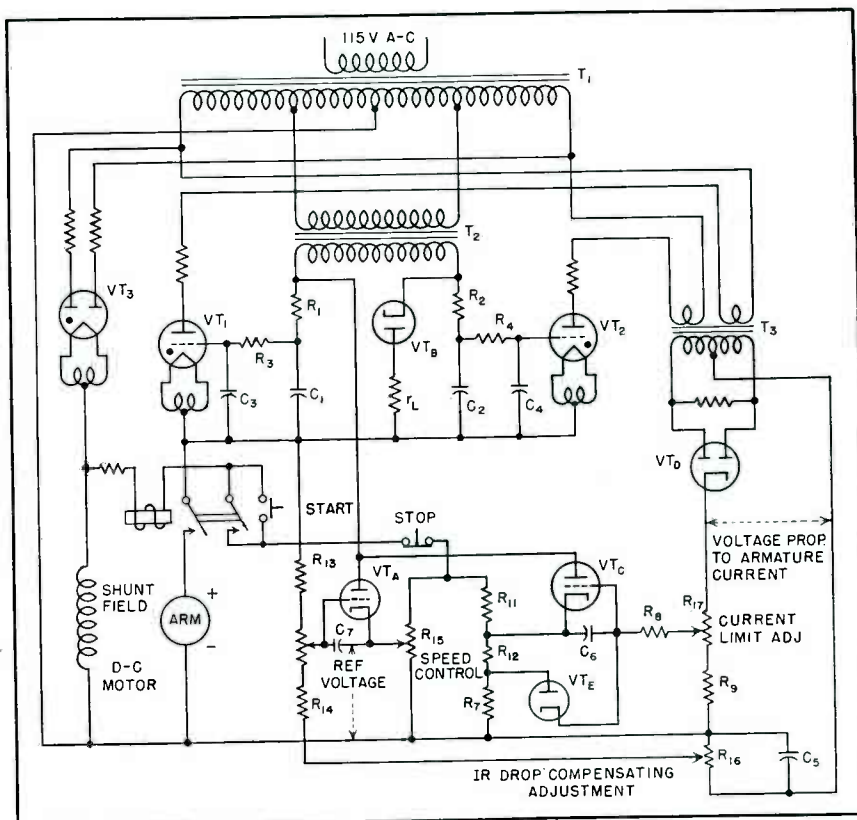 115V A-C
T1
T2
VT3
VT1
R1
R2
R4
VT2
VTB
R3
T3
C3
C1
rL
C2
C4
VTD
START
STOP
VOLTAGE PROP.
TO ARMATURE
CURRENT
R13
VTA
VTC
SHUNT
FIELD
+
ARM
-
R11
R8
R17
CURRENT
LIMIT ADJ
C7
R15
C6
REF
VOLTAGE
SPEED
CONTROL
R12
D-C
MOTOR
R14
R7
VTE
R9
R16
C5
IR DROP COMPENSATING
ADJUSTMENT